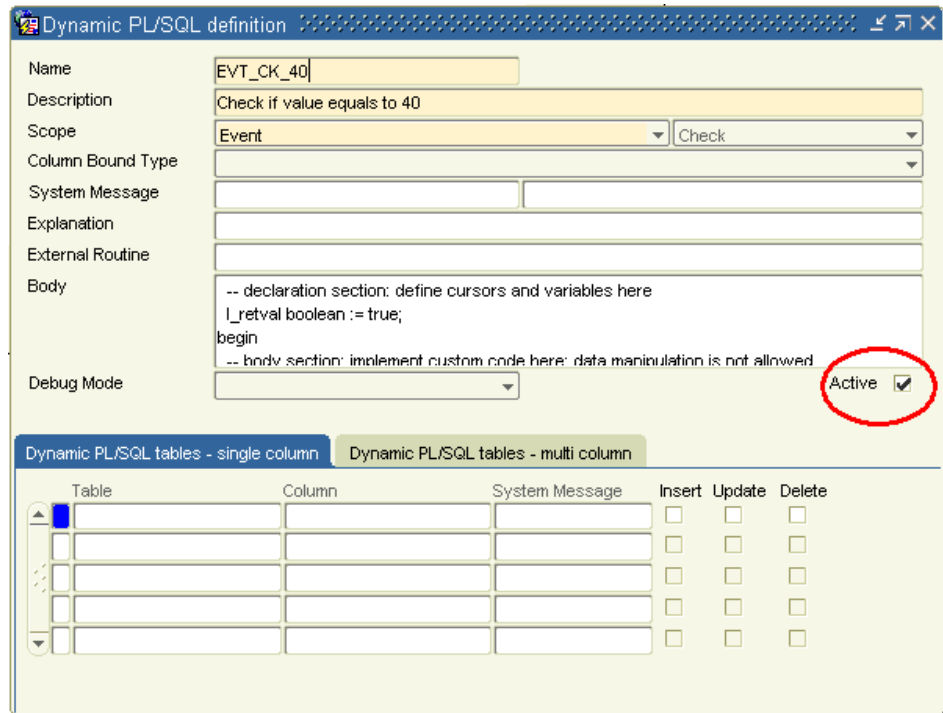 Dynamic PL/SQL definition
Name EVT_CK_40
Description Check if value equals to 40
Scope Event Check
Column Bound Type
System Message
Explanation
External Routine
Body -- declaration section: define cursors and variables here
l_retval boolean := true;
begin
-- body section: implement custom code here; data manipulation is not allowed
Debug Mode Active
Dynamic PL/SQL tables - single column Dynamic PL/SQL tables - multi column
Table Column System Message Insert Update Delete